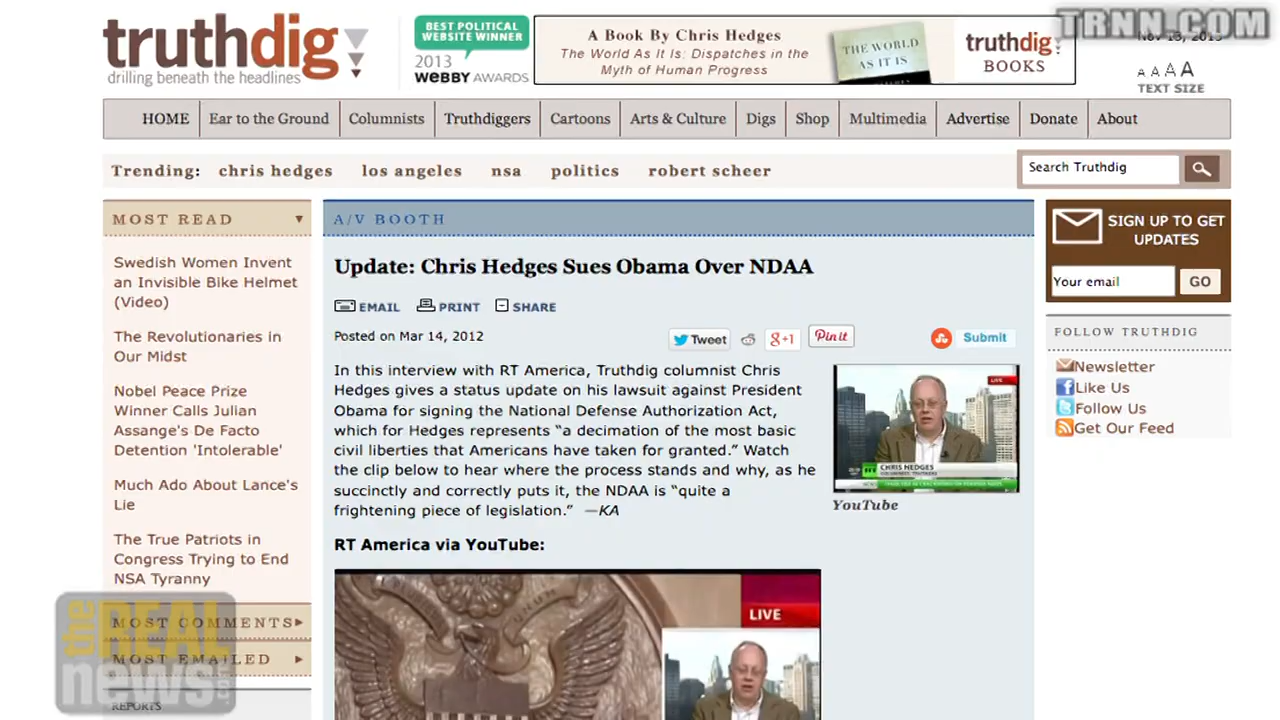 TRNN.COM
truthdig
drilling beneath the headlines
BEST POLITICAL
WEBSITE WINNER
2013
WEBBY AWARDS
A Book By Chris Hedges
The World As It Is: Dispatches in the
Myth of Human Progress
THE WORLD
AS IT IS
truthdig
BOOKS
A A A A
TEXT SIZE
HOME
Ear to the Ground
Columnists
Truthdiggers
Cartoons
Arts & Culture
Digs
Shop
Multimedia
Advertise
Donate
About
Trending: chris hedges los angeles nsa politics robert scheer
Search Truthdig
MOST READ
Swedish Women Invent
an Invisible Bike Helmet
(Video)
The Revolutionaries in
Our Midst
Nobel Peace Prize
Winner Calls Julian
Assange's De Facto
Detention 'Intolerable'
Much Ado About Lance's
Lie
The True Patriots in
Congress Trying to End
NSA Tyranny
MOST COMMENTS
MOST EMAILED
REPORTS
the REAL
news
A/V BOOTH
Update: Chris Hedges Sues Obama Over NDAA
EMAIL PRINT SHARE
Posted on Mar 14, 2012
Tweet
+1
Pin it
Submit
In this interview with RT America, Truthdig columnist Chris
Hedges gives a status update on his lawsuit against President
Obama for signing the National Defense Authorization Act,
which for Hedges represents “a decimation of the most basic
civil liberties that Americans have taken for granted.” Watch
the clip below to hear where the process stands and why, as he
succinctly and correctly puts it, the NDAA is “quite a
frightening piece of legislation.” —KA
LIVE
RT
CHRIS HEDGES
YouTube
RT America via YouTube:
LIVE
SIGN UP TO GET
UPDATES
Your email
GO
FOLLOW TRUTHDIG
Newsletter
Like Us
Follow Us
Get Our Feed